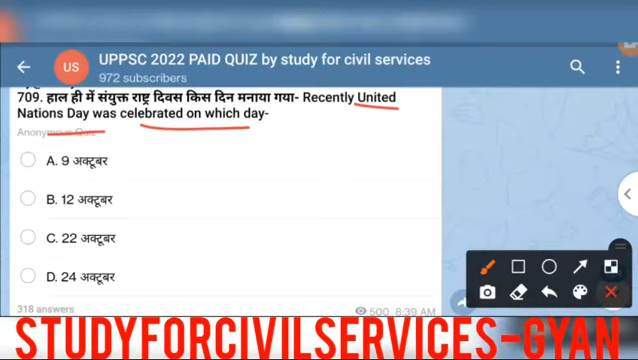 UPPSC 2022 PAID QUIZ by study for civil services
US
972 subscribers
709. हाल ही में संयुक्त राष्ट्र दिवस किस दिन मनाया गया- Recently United
Nations Day was celebrated on which day-
Anonymous Quiz
A. 9 अक्टूबर
B. 12 अक्टूबर
C. 22 अक्टूबर
D. 24 अक्टूबर
318 answers
500 8:39 AM
STUDYFORCIVILSERVICES-GYAN